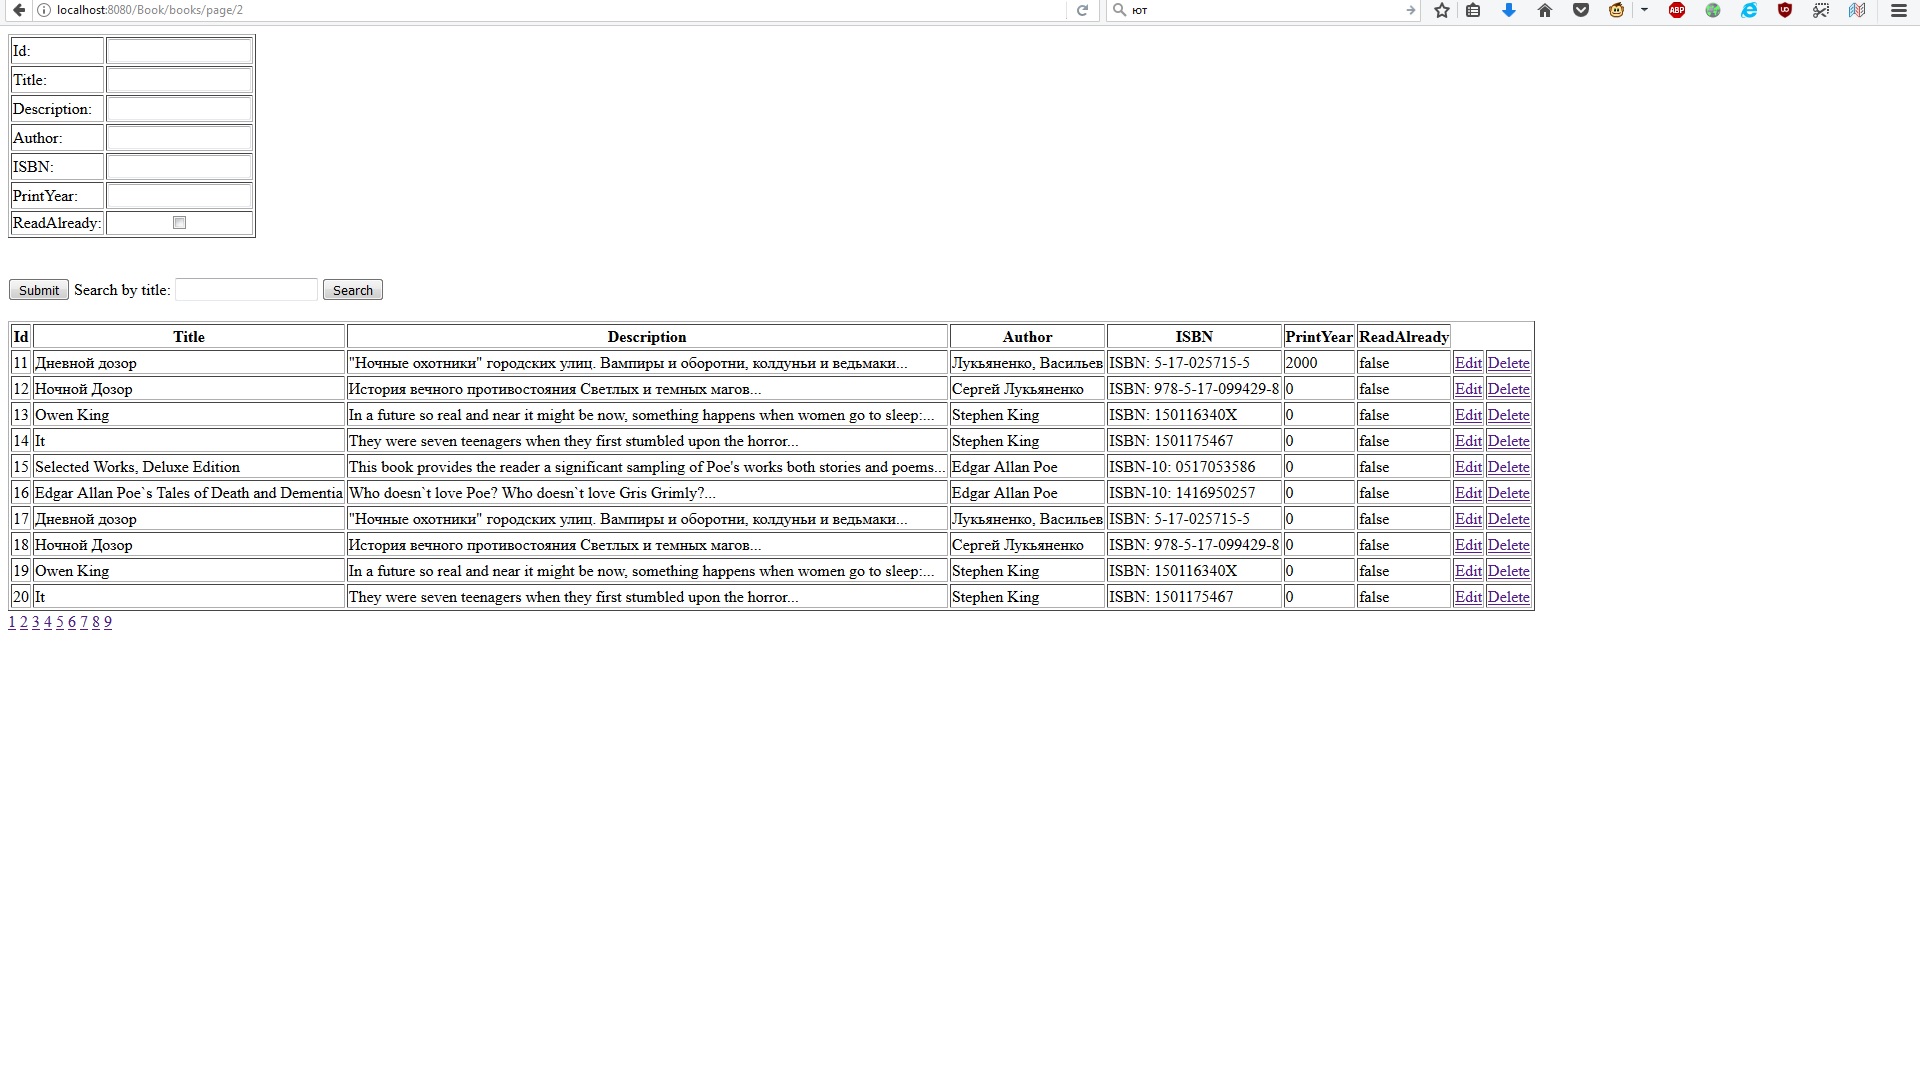 localhost:8080/Book/books/page/2 ют ABP
Id:
Title:
Description:
Author:
ISBN:
PrintYear:
ReadAlready:
Submit Search by title: Search
Id Title Description Author ISBN PrintYear ReadAlready
11 Дневной дозор "Ночные охотники" городских улиц. Вампиры и оборотни, колдуньи и ведьмаки... Лукьяненко, Васильев ISBN: 5-17-025715-5 2000 false Edit Delete
12 Ночной Дозор История вечного противостояния Светлых и темных магов... Сергей Лукьяненко ISBN: 978-5-17-099429-8 0 false Edit Delete
13 Owen King In a future so real and near it might be now, something happens when women go to sleep:... Stephen King ISBN: 150116340X 0 false Edit Delete
14 It They were seven teenagers when they first stumbled upon the horror... Stephen King ISBN: 1501175467 0 false Edit Delete
15 Selected Works, Deluxe Edition This book provides the reader a significant sampling of Poe's works both stories and poems... Edgar Allan Poe ISBN-10: 0517053586 0 false Edit Delete
16 Edgar Allan Poe`s Tales of Death and Dementia Who doesn`t love Poe? Who doesn`t love Gris Grimly?... Edgar Allan Poe ISBN-10: 1416950257 0 false Edit Delete
17 Дневной дозор "Ночные охотники" городских улиц. Вампиры и оборотни, колдуньи и ведьмаки... Лукьяненко, Васильев ISBN: 5-17-025715-5 0 false Edit Delete
18 Ночной Дозор История вечного противостояния Светлых и темных магов... Сергей Лукьяненко ISBN: 978-5-17-099429-8 0 false Edit Delete
19 Owen King In a future so real and near it might be now, something happens when women go to sleep:... Stephen King ISBN: 150116340X 0 false Edit Delete
20 It They were seven teenagers when they first stumbled upon the horror... Stephen King ISBN: 1501175467 0 false Edit Delete
1 2 3 4 5 6 7 8 9